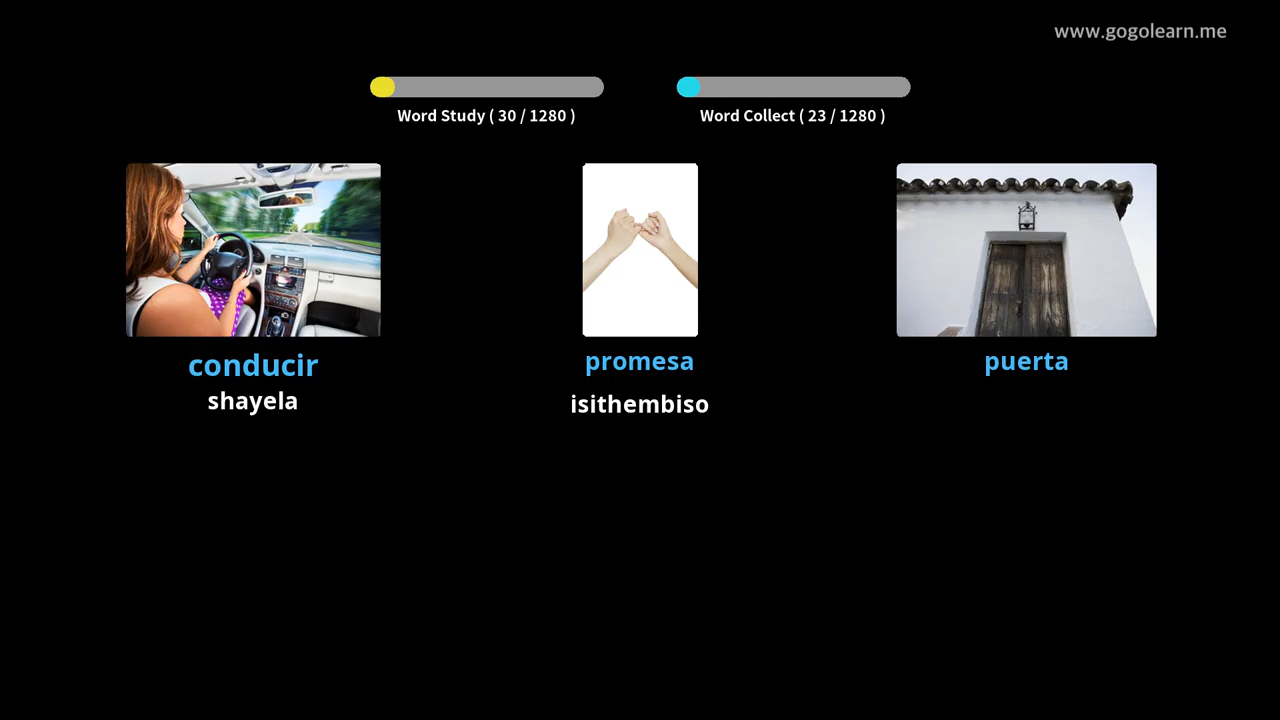 www.gogolearn.me
Word Study ( 30 / 1280 )
Word Collect ( 23 / 1280 )
conducir
shayela
promesa
isithembiso
puerta